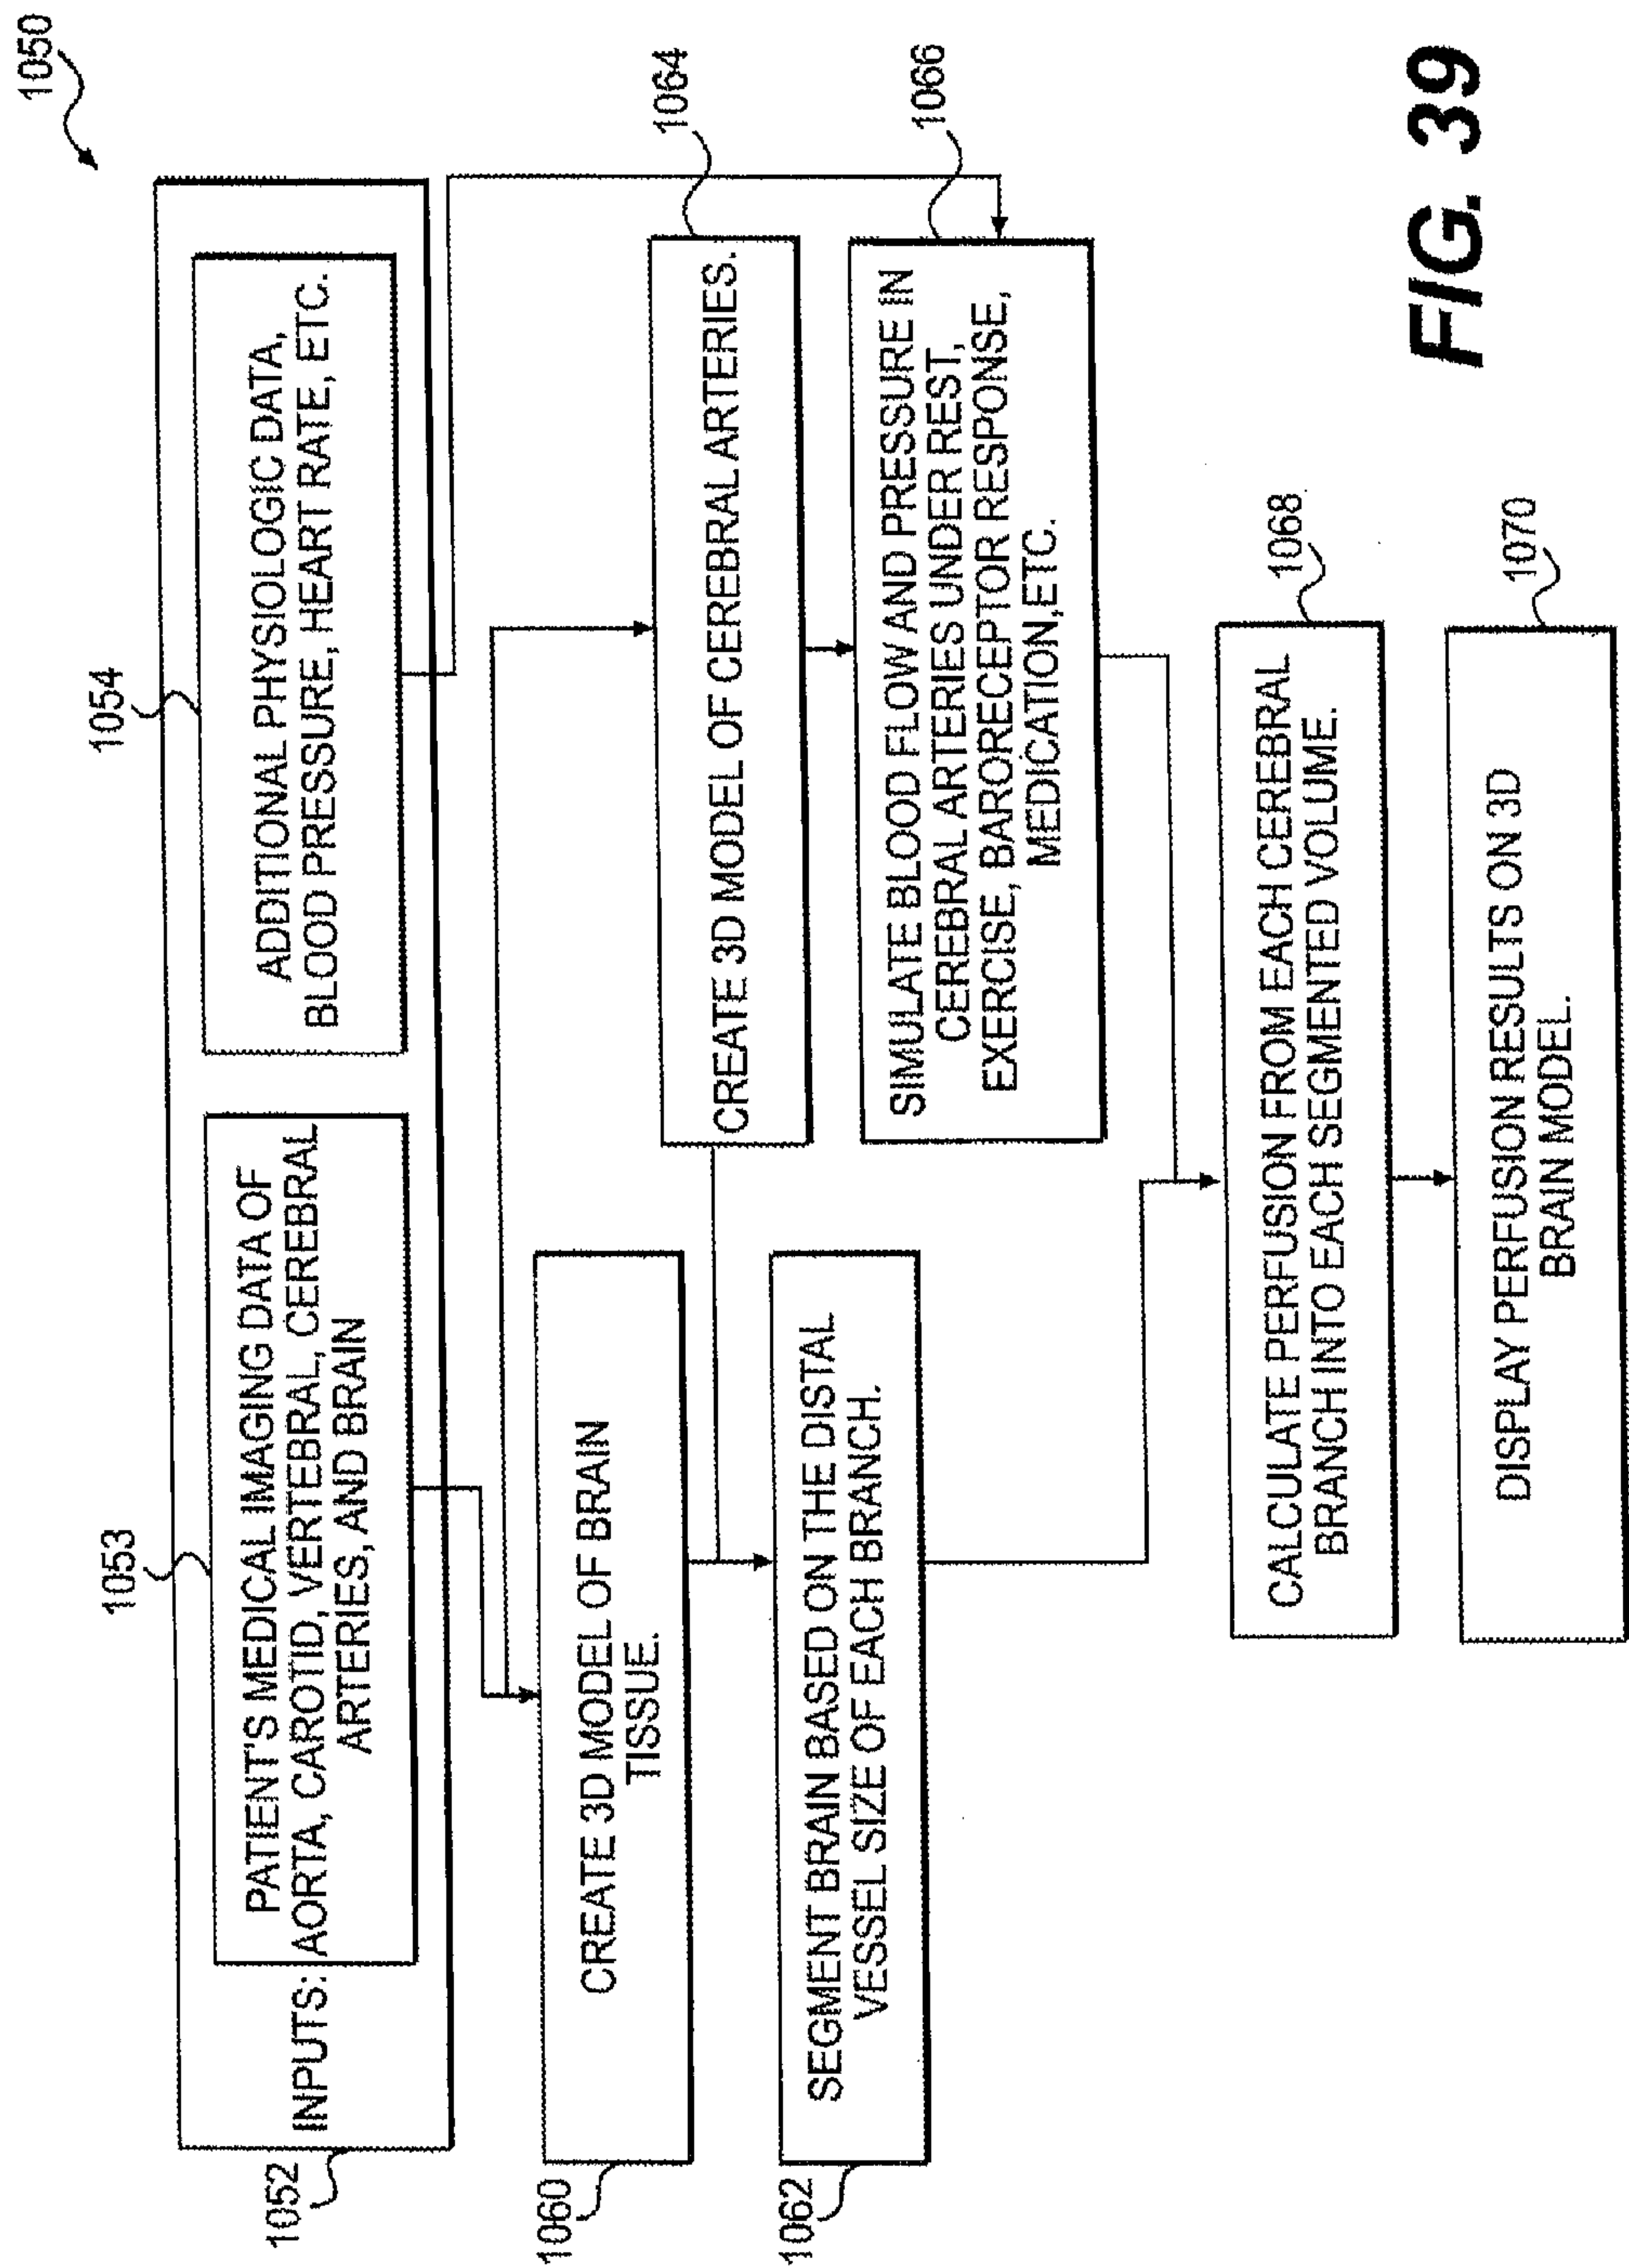 1050
1052
INPUTS:
1053
PATIENT'S MEDICAL IMAGING DATA OF
AORTA, CAROTID, VERTEBRAL, CEREBRAL
ARTERIES, AND BRAIN
1054
ADDITIONAL PHYSIOLOGIC DATA,
BLOOD PRESSURE, HEART RATE, ETC.
1060
CREATE 3D MODEL OF BRAIN
TISSUE.
1064
CREATE 3D MODEL OF CEREBRAL ARTERIES.
1062
SEGMENT BRAIN BASED ON THE DISTAL
VESSEL SIZE OF EACH BRANCH.
1066
SIMULATE BLOOD FLOW AND PRESSURE IN
CEREBRAL ARTERIES UNDER REST,
EXERCISE, BARORECEPTOR RESPONSE,
MEDICATION,ETC.
1068
CALCULATE PERFUSION FROM EACH CEREBRAL
BRANCH INTO EACH SEGMENTED VOLUME.
1070
DISPLAY PERFUSION RESULTS ON 3D
BRAIN MODEL.
FIG. 39